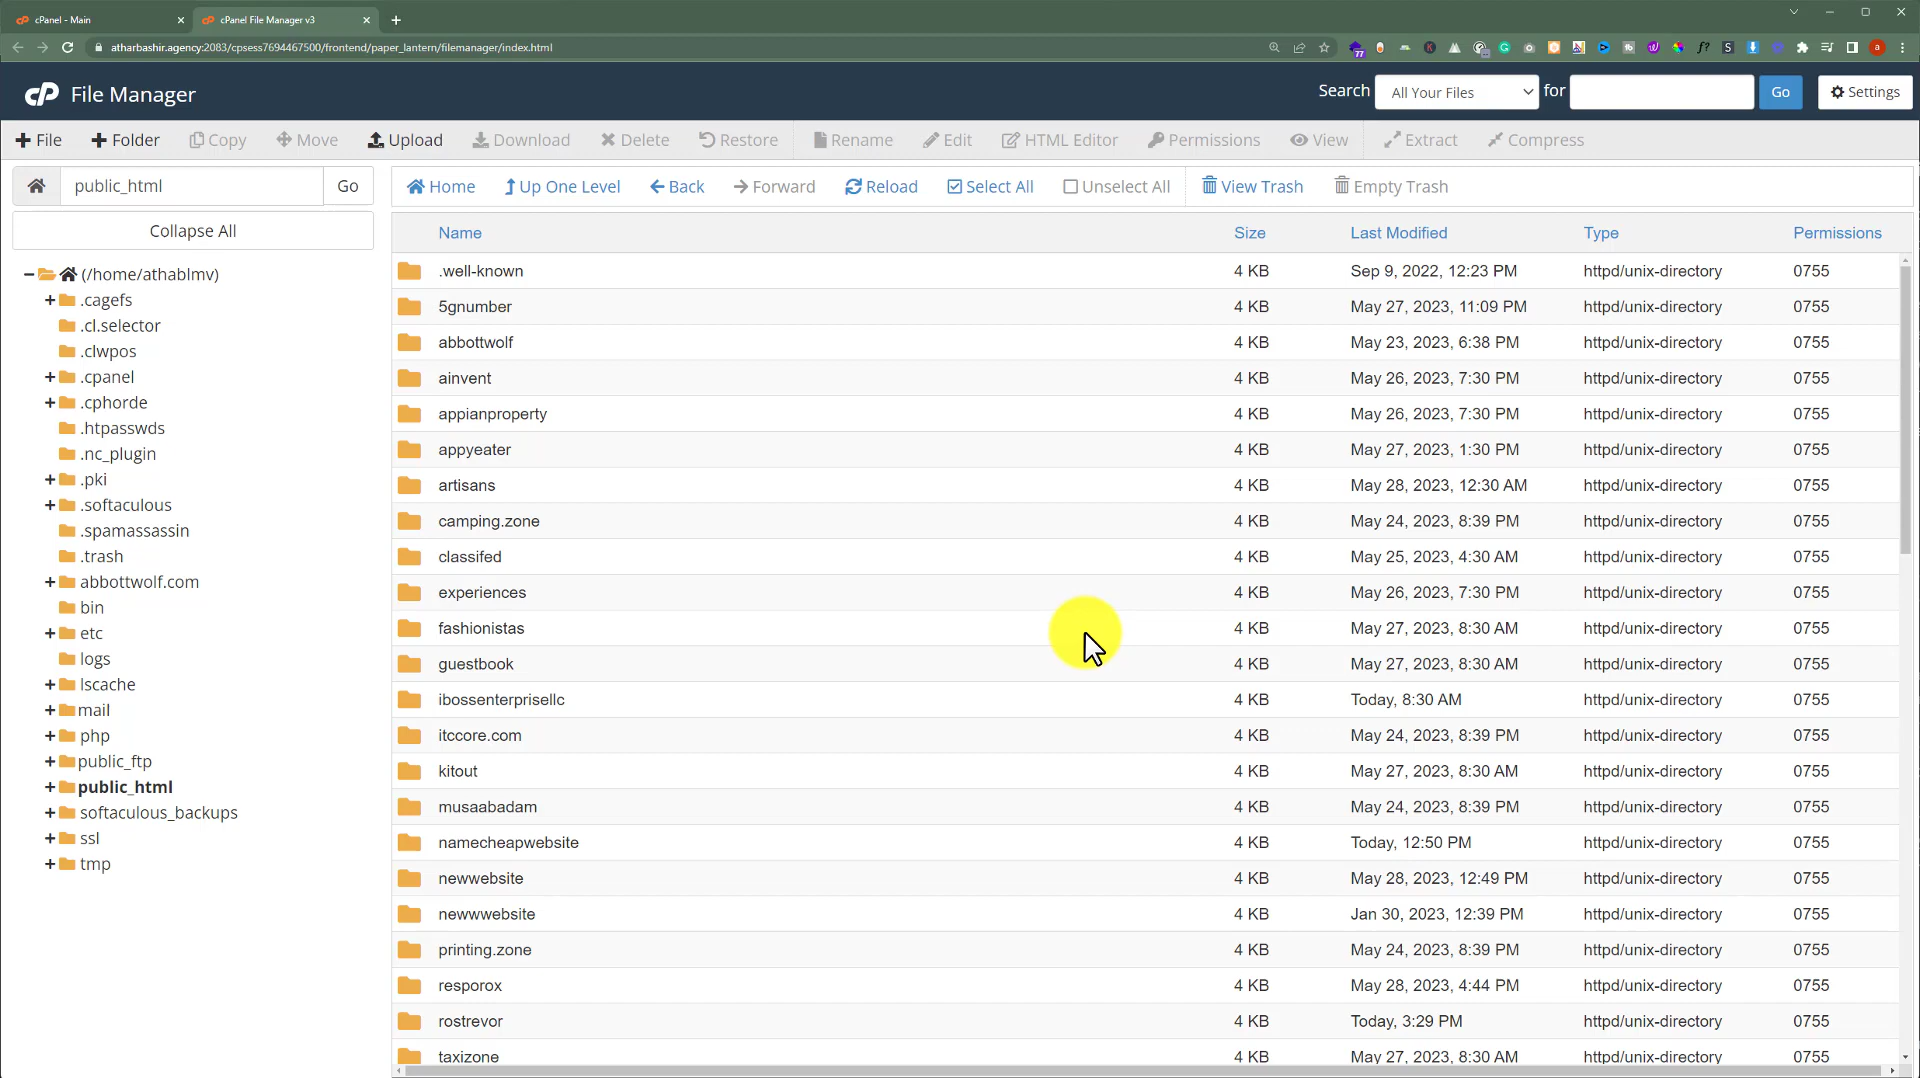 cPanel - Main
cPanel File Manager v3
atharbashir.agency:2083/cpsess7694467500/frontend/paper_lantern/filemanager/index.html
77
a
cP File Manager
Search All Your Files for Go Settings
File Folder Copy Move Upload Download Delete Restore Rename Edit HTML Editor Permissions View Extract Compress
public_html Go
Home Up One Level Back Forward Reload Select All Unselect All View Trash Empty Trash
Collapse All
(/home/athablmv)
.cagefs
.cl.selector
.clwpos
.cpanel
.cphorde
.htpasswds
.nc_plugin
.pki
.softaculous
.spamassassin
.trash
abbottwolf.com
bin
etc
logs
lscache
mail
php
public_ftp
public_html
softaculous_backups
ssl
tmp
Name Size Last Modified Type Permissions
.well-known 4 KB Sep 9, 2022, 12:23 PM httpd/unix-directory 0755
5gnumber 4 KB May 27, 2023, 11:09 PM httpd/unix-directory 0755
abbottwolf 4 KB May 23, 2023, 6:38 PM httpd/unix-directory 0755
ainvent 4 KB May 26, 2023, 7:30 PM httpd/unix-directory 0755
appianproperty 4 KB May 26, 2023, 7:30 PM httpd/unix-directory 0755
appyeater 4 KB May 27, 2023, 1:30 PM httpd/unix-directory 0755
artisans 4 KB May 28, 2023, 12:30 AM httpd/unix-directory 0755
camping.zone 4 KB May 24, 2023, 8:39 PM httpd/unix-directory 0755
classifed 4 KB May 25, 2023, 4:30 AM httpd/unix-directory 0755
experiences 4 KB May 26, 2023, 7:30 PM httpd/unix-directory 0755
fashionistas 4 KB May 27, 2023, 8:30 AM httpd/unix-directory 0755
guestbook 4 KB May 27, 2023, 8:30 AM httpd/unix-directory 0755
ibossenterprisellc 4 KB Today, 8:30 AM httpd/unix-directory 0755
itccore.com 4 KB May 24, 2023, 8:39 PM httpd/unix-directory 0755
kitout 4 KB May 27, 2023, 8:30 AM httpd/unix-directory 0755
musaabadam 4 KB May 24, 2023, 8:39 PM httpd/unix-directory 0755
namecheapwebsite 4 KB Today, 12:50 PM httpd/unix-directory 0755
newwebsite 4 KB May 28, 2023, 12:49 PM httpd/unix-directory 0755
newwwebsite 4 KB Jan 30, 2023, 12:39 PM httpd/unix-directory 0755
printing.zone 4 KB May 24, 2023, 8:39 PM httpd/unix-directory 0755
resporox 4 KB May 28, 2023, 4:44 PM httpd/unix-directory 0755
rostrevor 4 KB Today, 3:29 PM httpd/unix-directory 0755
taxizone 4 KB May 27, 2023, 8:30 AM httpd/unix-directory 0755